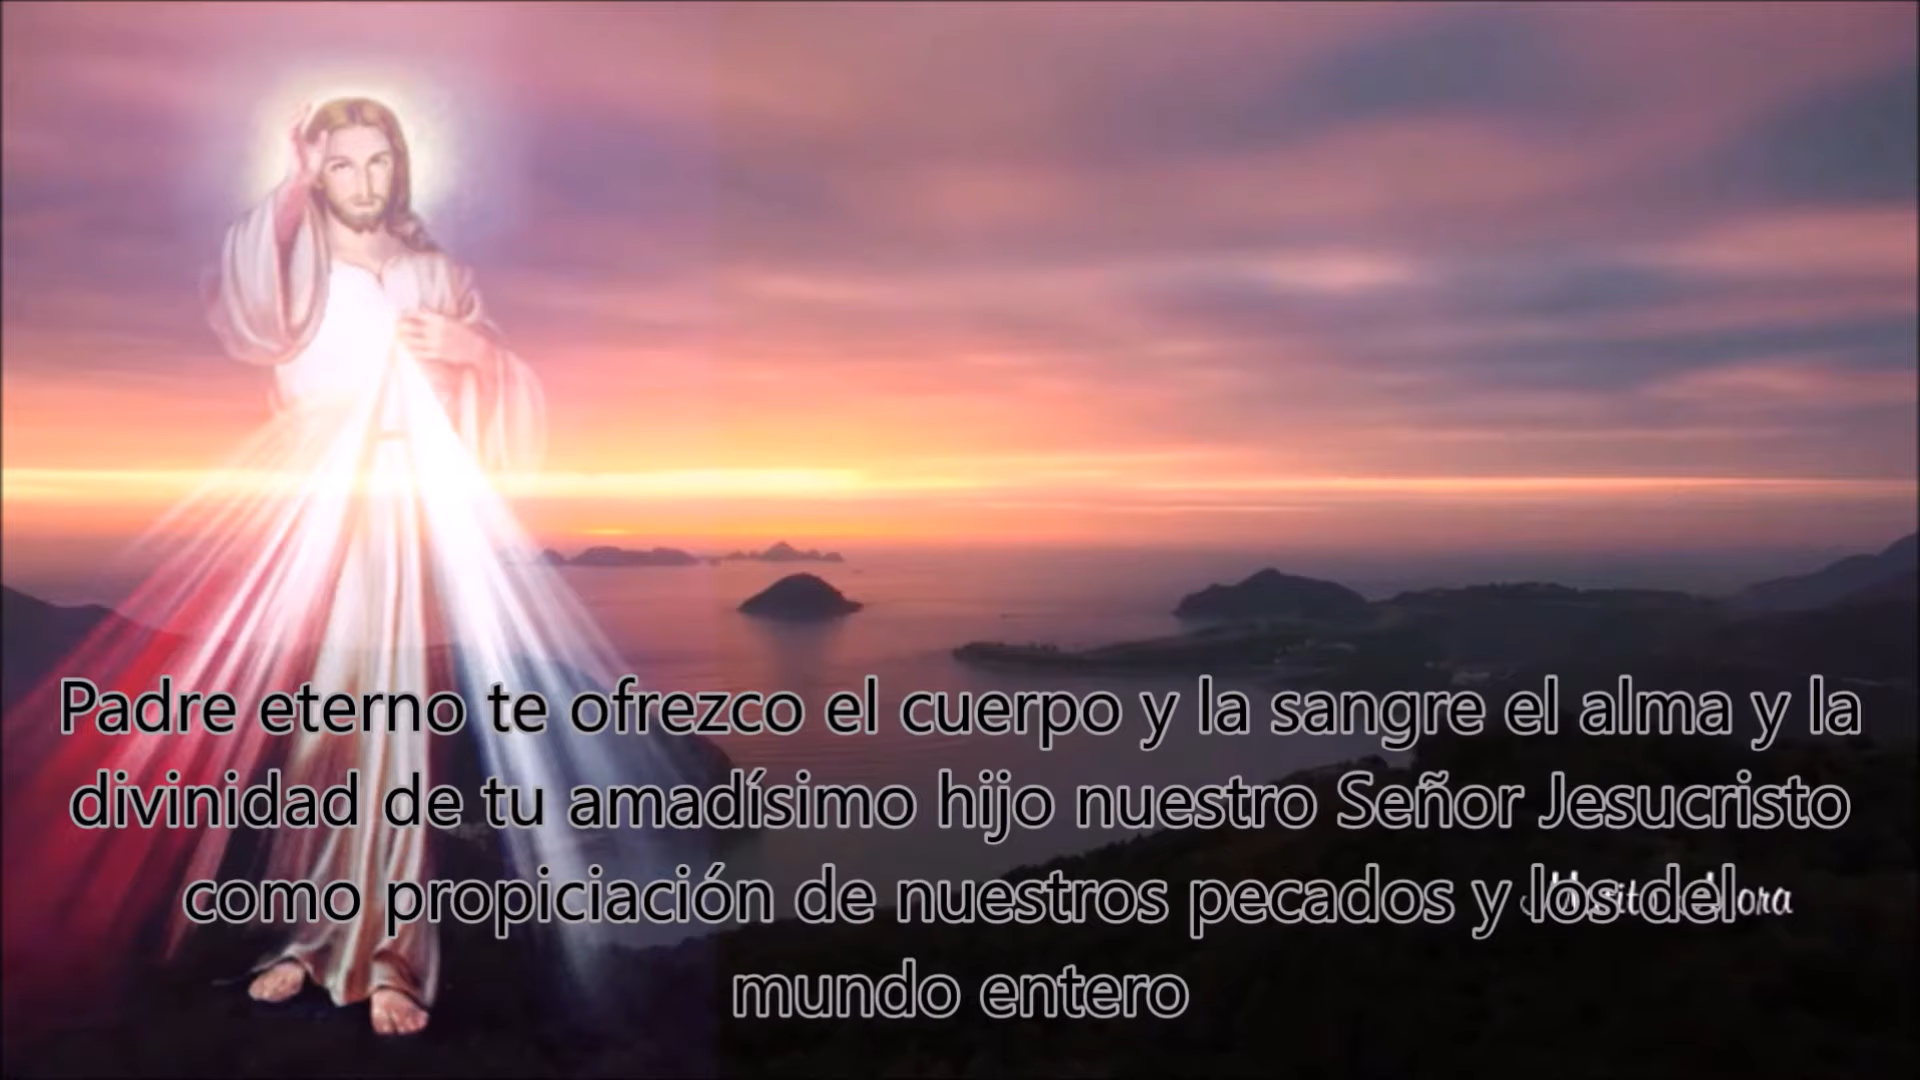 Padre eterno te ofrezco el cuerpo y la sangre el alma y la
divinidad de tu amadísimo hijo nuestro Señor Jesucristo
como propiciación de nuestros pecados y los del
mundo entero